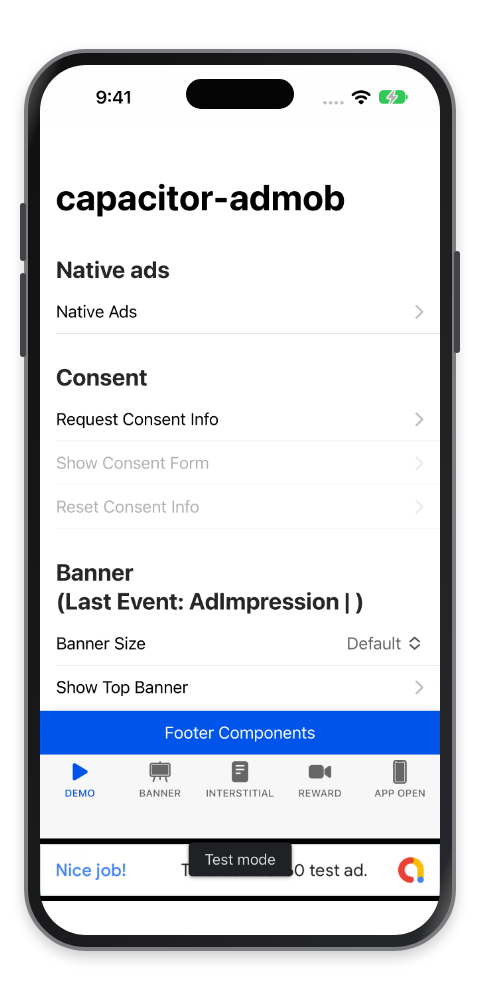 9:41
capacitor-admob
Native ads
Native Ads
Consent
Request Consent Info
Show Consent Form
Reset Consent Info
Banner
(Last Event: AdImpression | )
Banner Size Default
Show Top Banner
Footer Components
DEMO BANNER INTERSTITIAL REWARD APP OPEN
Test mode
Nice job! test ad.